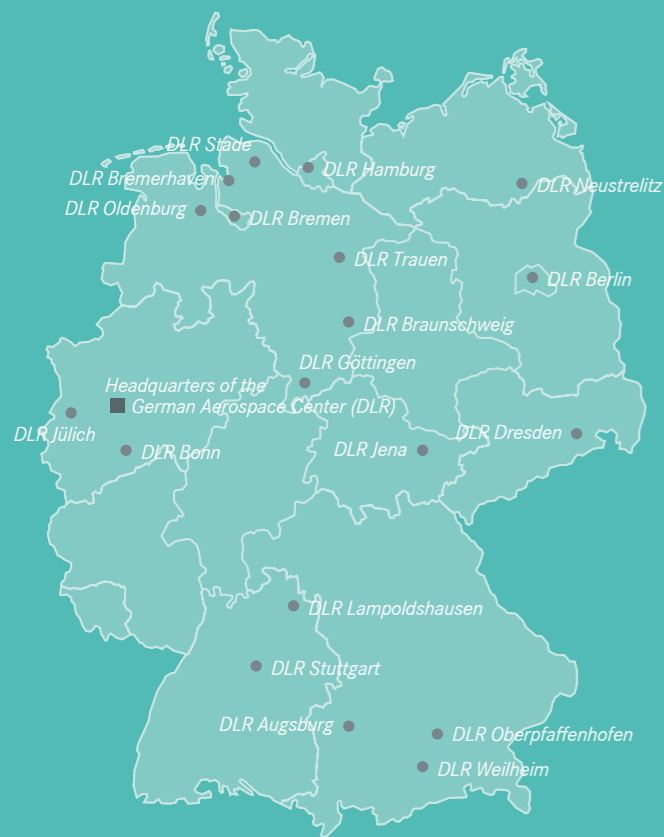 DLR Stade
DLR Hamburg
DLR Bremerhaven
DLR Neustrelitz
DLR Oldenburg
DLR Bremen
DLR Trauen
DLR Berlin
DLR Braunschweig
DLR Göttingen
Headquarters of the
German Aerospace Center (DLR)
DLR Jülich
DLR Dresden
DLR Bonn
DLR Jena
DLR Lampoldshausen
DLR Stuttgart
DLR Augsburg
DLR Oberpfaffenhofen
DLR Weilheim